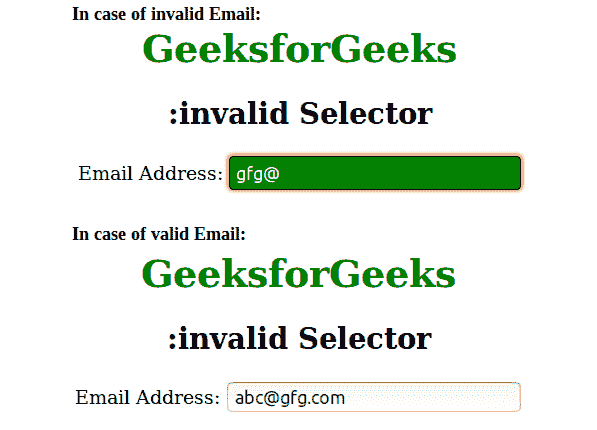 In case of invalid Email:
GeeksforGeeks
:invalid Selector
Email Address: gfg@
In case of valid Email:
GeeksforGeeks
:invalid Selector
Email Address: abc@gfg.com